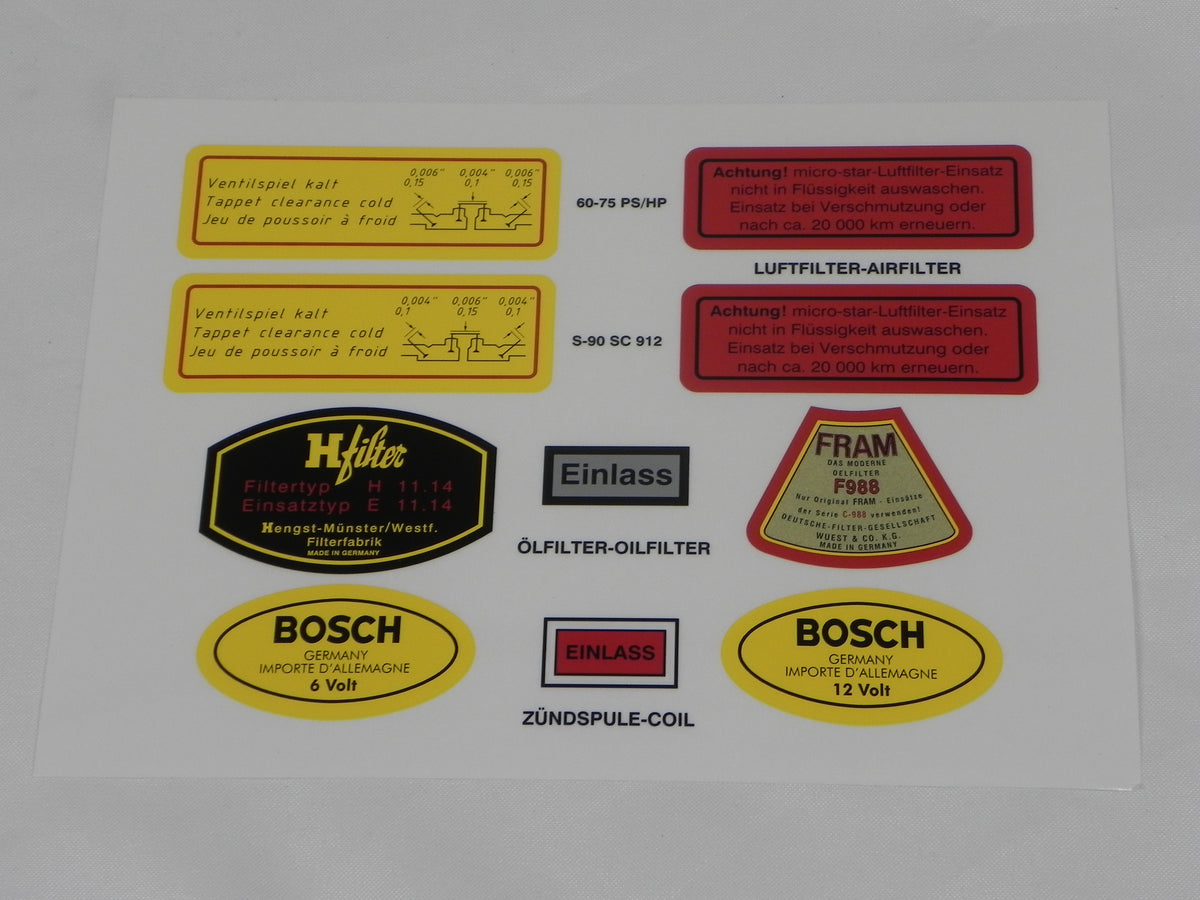 0,006" 0,004" 0,006"
0,15 0,1 0,15
Ventilspiel kalt
Tappet clearance cold
Jeu de poussoir à froid
60-75 PS/HP
Achtung! micro-star-Luftfilter-Einsatz
nicht in Flüssigkeit auswaschen.
Einsatz bei Verschmutzung oder
nach ca. 20 000 km erneuern.
LUFTFILTER-AIRFILTER
0,004" 0,006" 0,004"
0,1 0,15 0,1
Ventilspiel kalt
Tappet clearance cold
Jeu de poussoir à froid
S-90 SC 912
Achtung! micro-star-Luftfilter-Einsatz
nicht in Flüssigkeit auswaschen.
Einsatz bei Verschmutzung oder
nach ca. 20 000 km erneuern.
Hfilter
Filtertyp H 11.14
Einsatztyp E 11.14
Hengst-Münster/Westf.
Filterfabrik
MADE IN GERMANY
Einlass
ÖLFILTER-OILFILTER
FRAM
DAS MODERNE
OELFILTER
F988
Nur Original FRAM - Einsätze
der Serie C-988 verwenden!
DEUTSCHE-FILTER-GESELLSCHAFT
WUEST & CO. K.G.
MADE IN GERMANY
BOSCH
GERMANY
IMPORTE D'ALLEMAGNE
6 Volt
EINLASS
ZÜNDSPULE-COIL
BOSCH
GERMANY
IMPORTE D'ALLEMAGNE
12 Volt